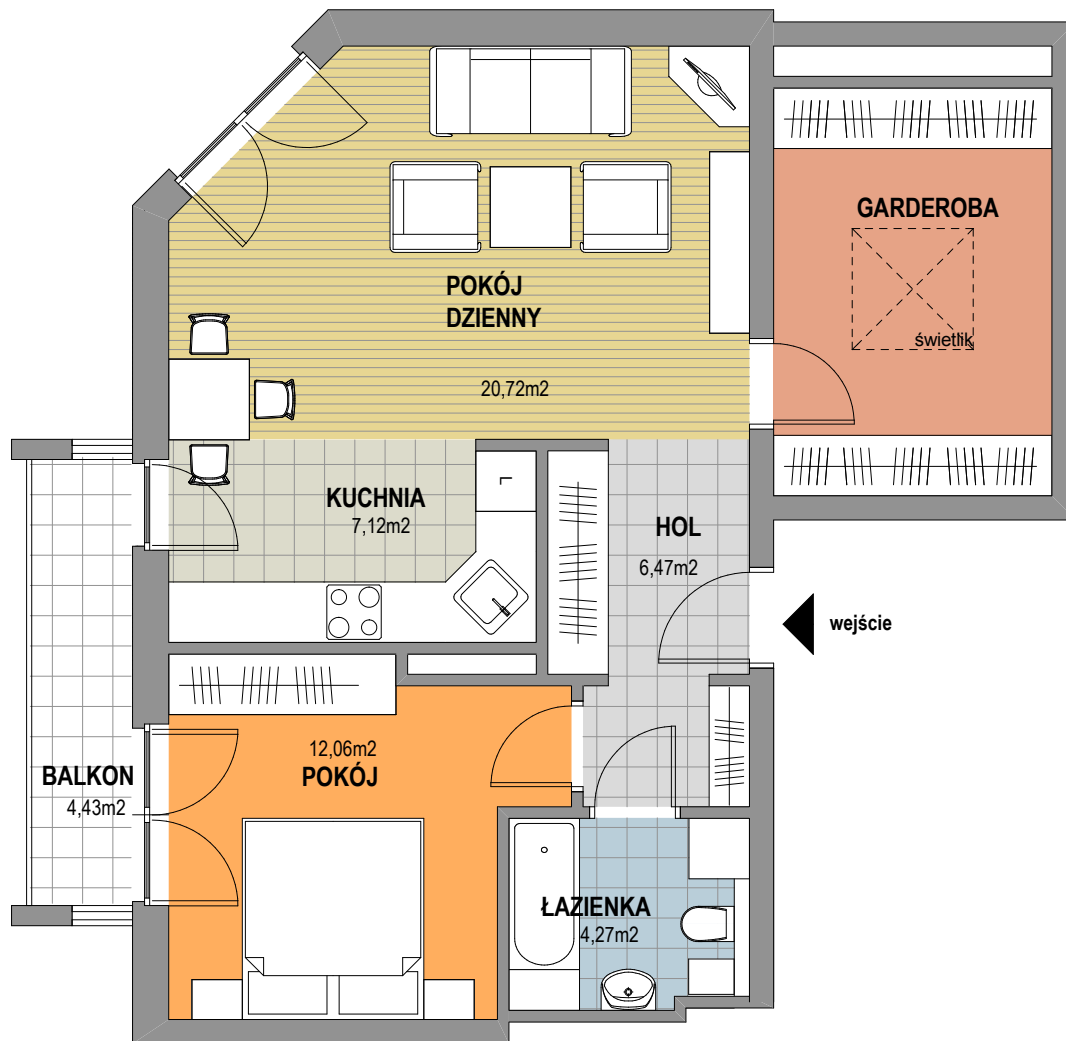 GARDEROBA
świetlik
POKÓJ
DZIENNY
20,72m2
KUCHNIA
7,12m2
L
HOL
6,47m2
wejście
12,06m2
POKÓJ
BALKON
4,43m2
ŁAZIENKA
4,27m2